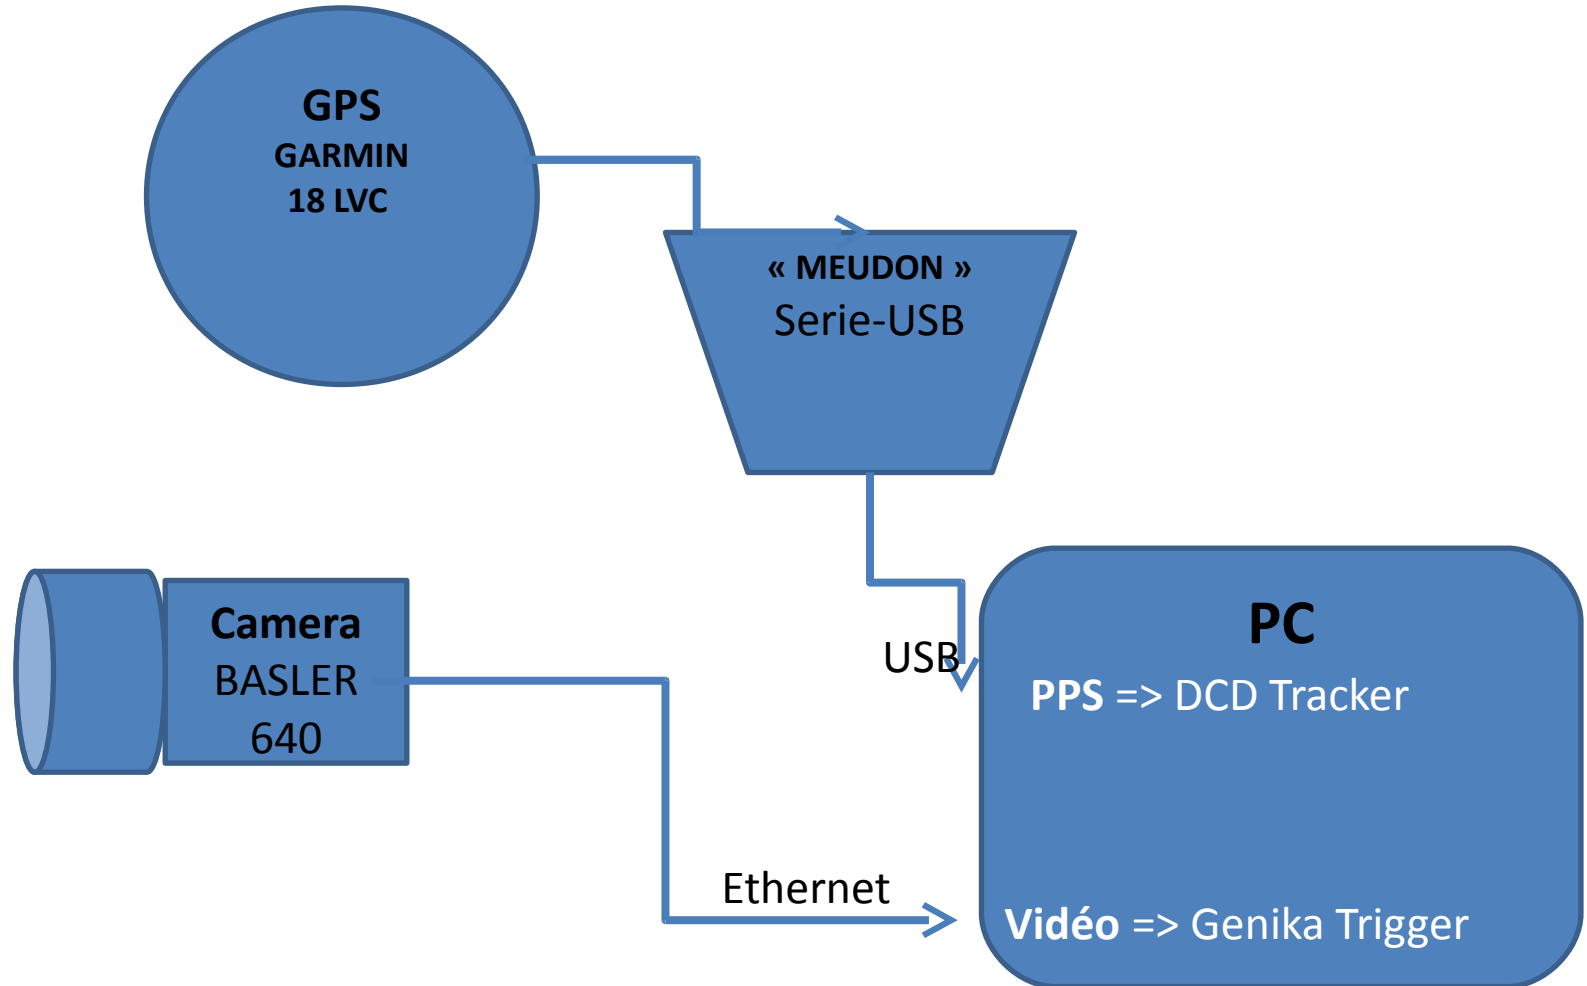 GPS
GARMIN
18 LVC
« MEUDON »
Serie-USB
Camera
BASLER
640
USB
PC
PPS => DCD Tracker
Ethernet
Vidéo => Genika Trigger